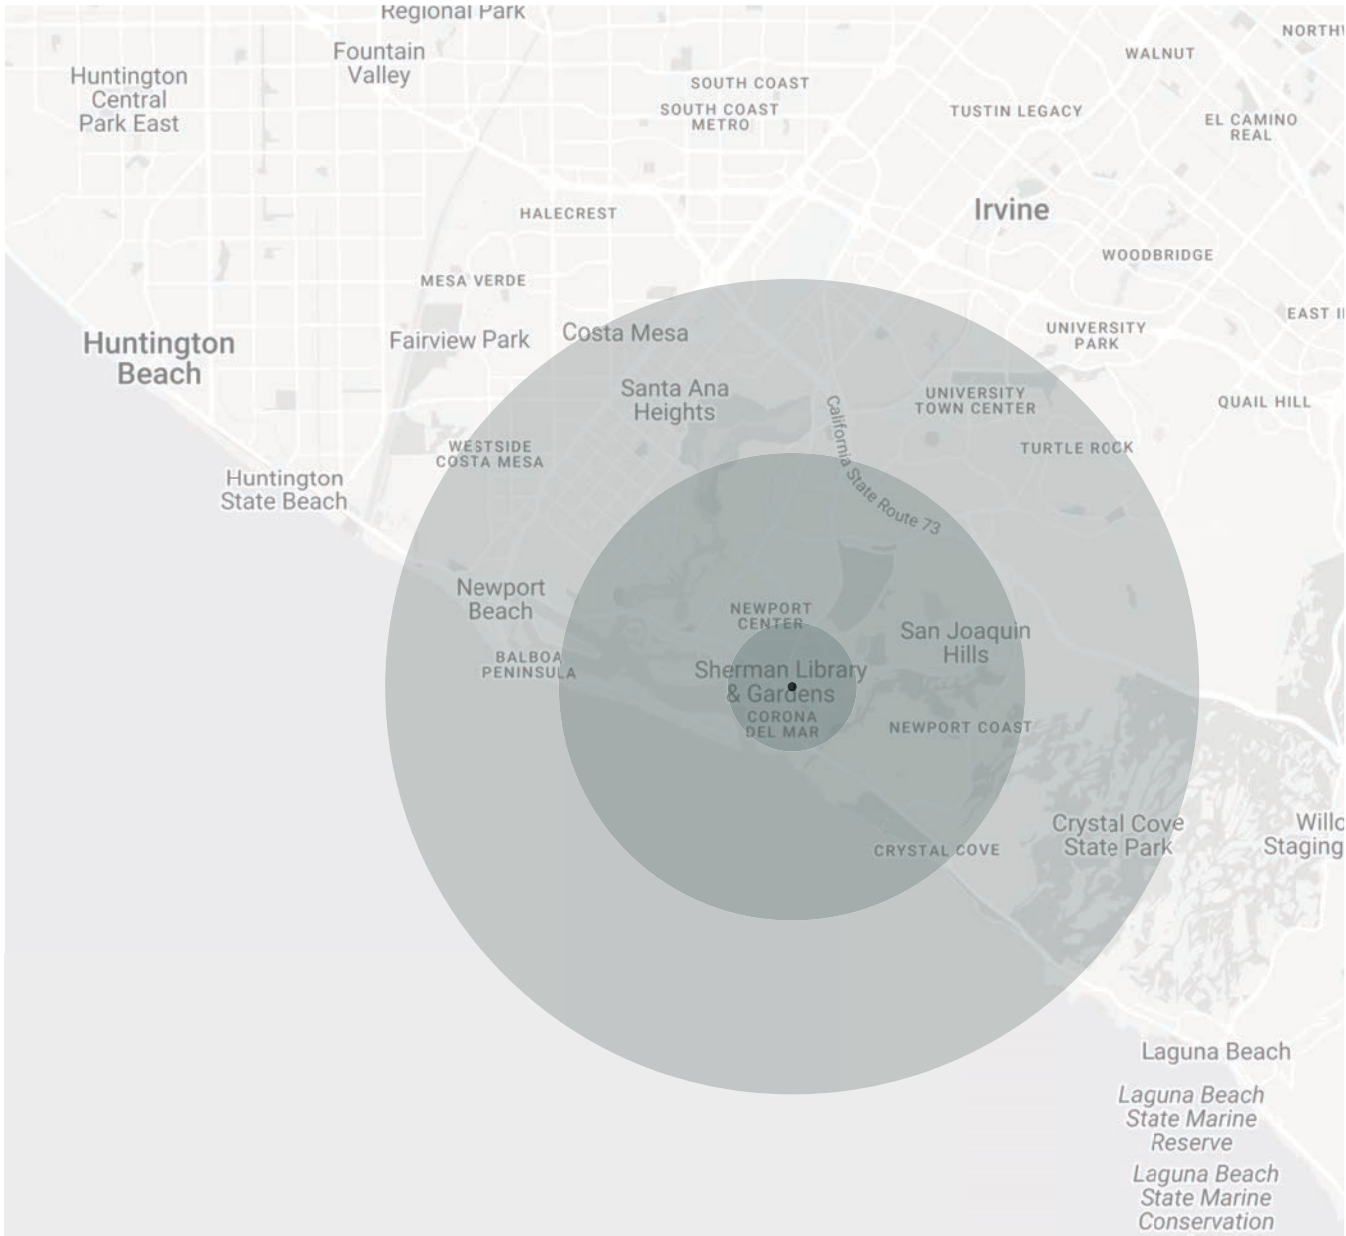 Regional Park
Fountain
Valley
Huntington
Central
Park East
SOUTH COAST
SOUTH COAST
METRO
WALNUT
NORTHW
TUSTIN LEGACY
EL CAMINO
REAL
Irvine
HALECREST
WOODBRIDGE
MESA VERDE
EAST I
Huntington
Beach
Fairview Park
Costa Mesa
UNIVERSITY
PARK
Santa Ana
Heights
UNIVERSITY
TOWN CENTER
QUAIL HILL
California State Route 73
WESTSIDE
COSTA MESA
TURTLE ROCK
Huntington
State Beach
Newport
Beach
NEWPORT
CENTER
San Joaquin
Hills
BALBOA
PENINSULA
Sherman Library
& Gardens
CORONA
DEL MAR
NEWPORT COAST
Crystal Cove
State Park
Willo
Staging
CRYSTAL COVE
Laguna Beach
Laguna Beach
State Marine
Reserve
Laguna Beach
State Marine
Conservation